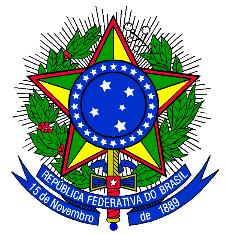 REPÚBLICA FEDERATIVA DO BRASIL
15 de Novembro de 1889